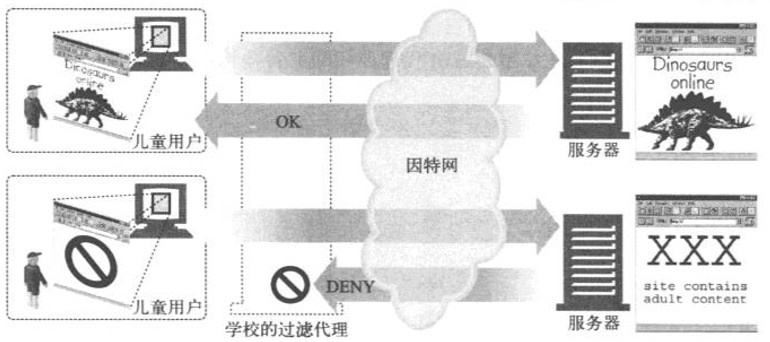 Dinosaurs
online
儿童用户
OK
因特网
服务器
Dinosaurs
online
儿童用户
DENY
学校的过滤代理
服务器
XXX
site contains
adult content